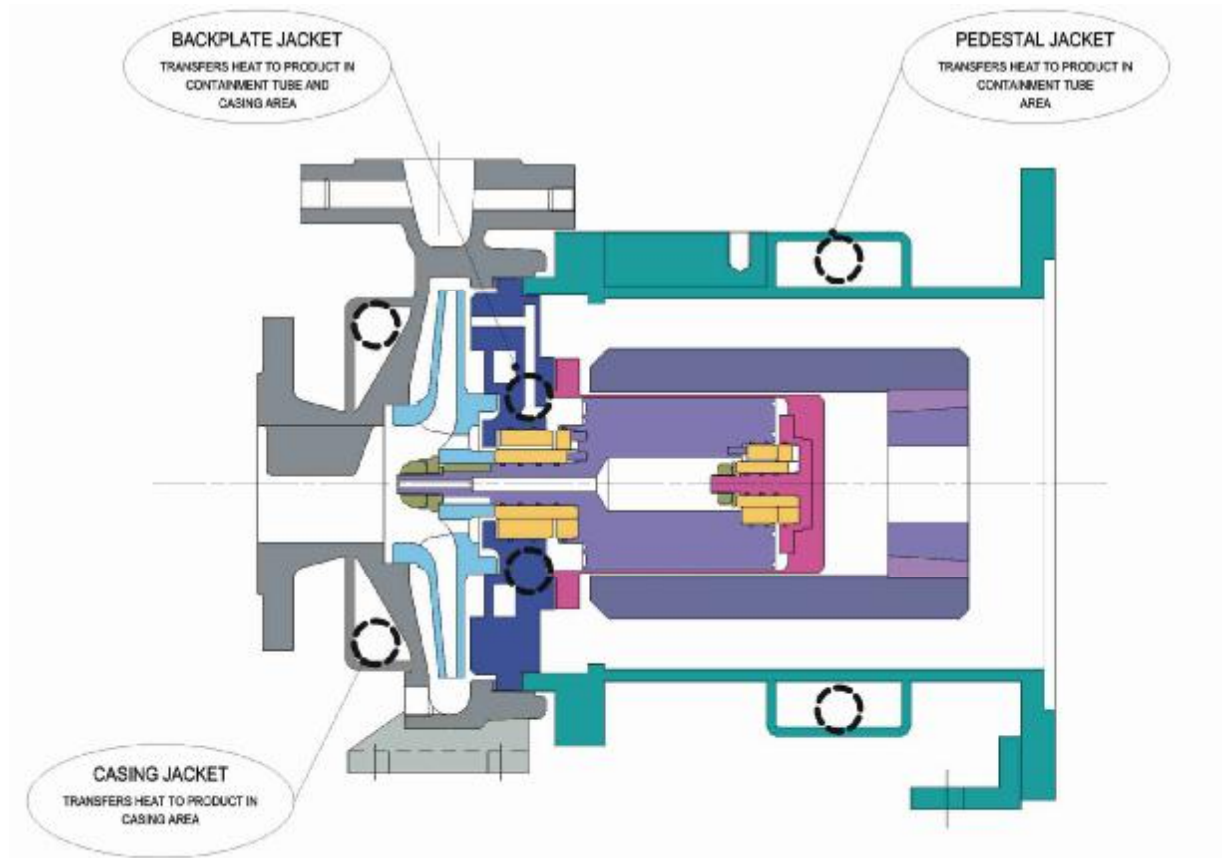 BACKPLATE JACKET
TRANSFERS HEAT TO PRODUCT IN
CONTAINMENT TUBE AND
CASING AREA
PEDESTAL JACKET
TRANSFERS HEAT TO PRODUCT IN
CONTAINMENT TUBE
AREA
CASING JACKET
TRANSFERS HEAT TO PRODUCT IN
CASING AREA